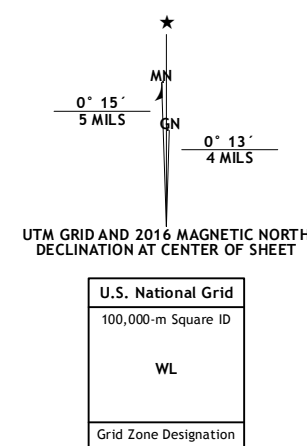 ★
MN
0° 15´
5 MILS
GN
0° 13´
4 MILS
UTM GRID AND 2016 MAGNETIC NORTH
DECLINATION AT CENTER OF SHEET
U.S. National Grid
100,000-m Square ID
WL
Grid Zone Designation